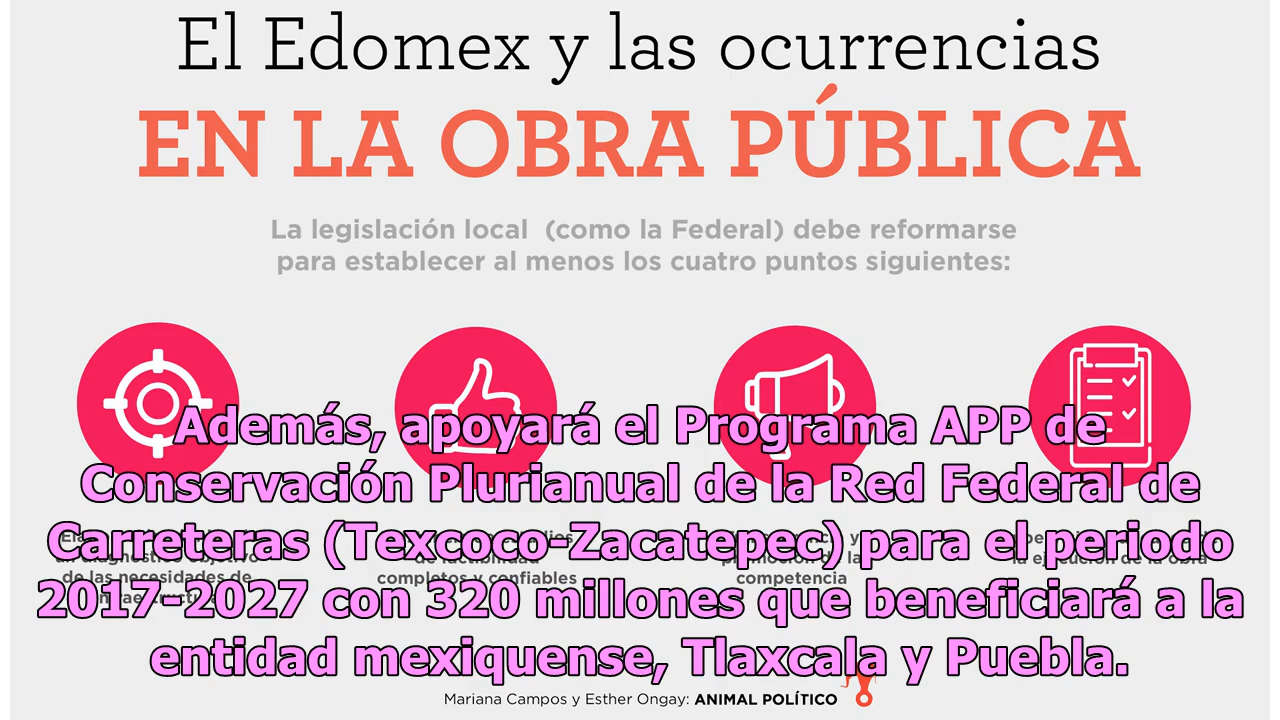 El Edomex y las ocurrencias
EN LA OBRA PÚBLICA
La legislación local (como la Federal) debe reformarse
para establecer al menos los cuatro puntos siguientes:
Además, apoyará el Programa APP de
Conservación Plurianual de la Red Federal de
Carreteras (Texcoco-Zacatepec) para el periodo
2017-2027 con 320 millones que beneficiará a la
entidad mexiquense, Tlaxcala y Puebla.
de las necesidades de
completos y confiables
competencia
la ejecución de la obra
Mariana Campos y Esther Ongay: ANIMAL POLÍTICO